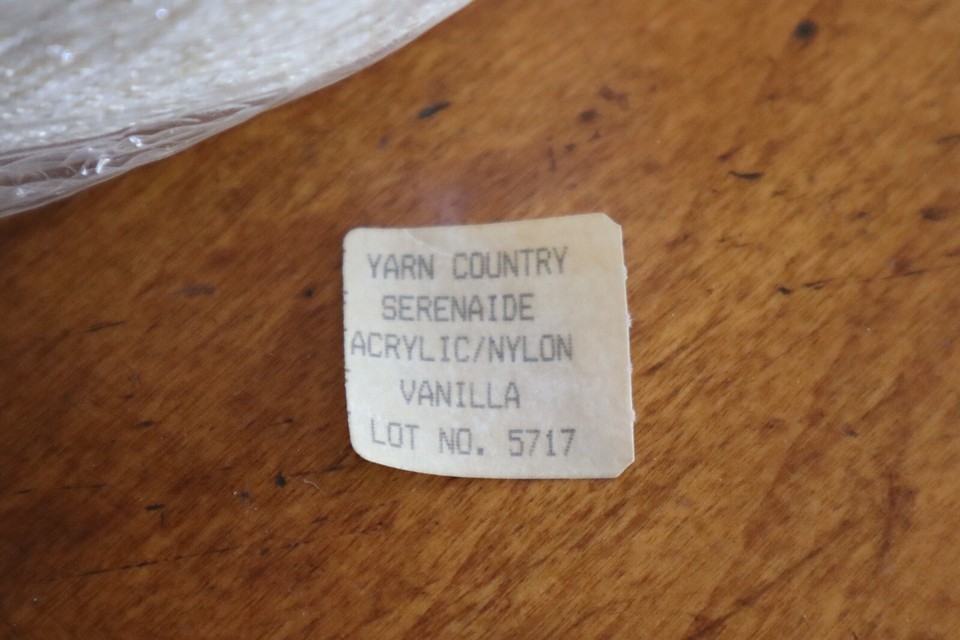 YARN COUNTRY
SERENAIDE
ACRYLIC/NYLON
VANILLA
LOT NO. 5717